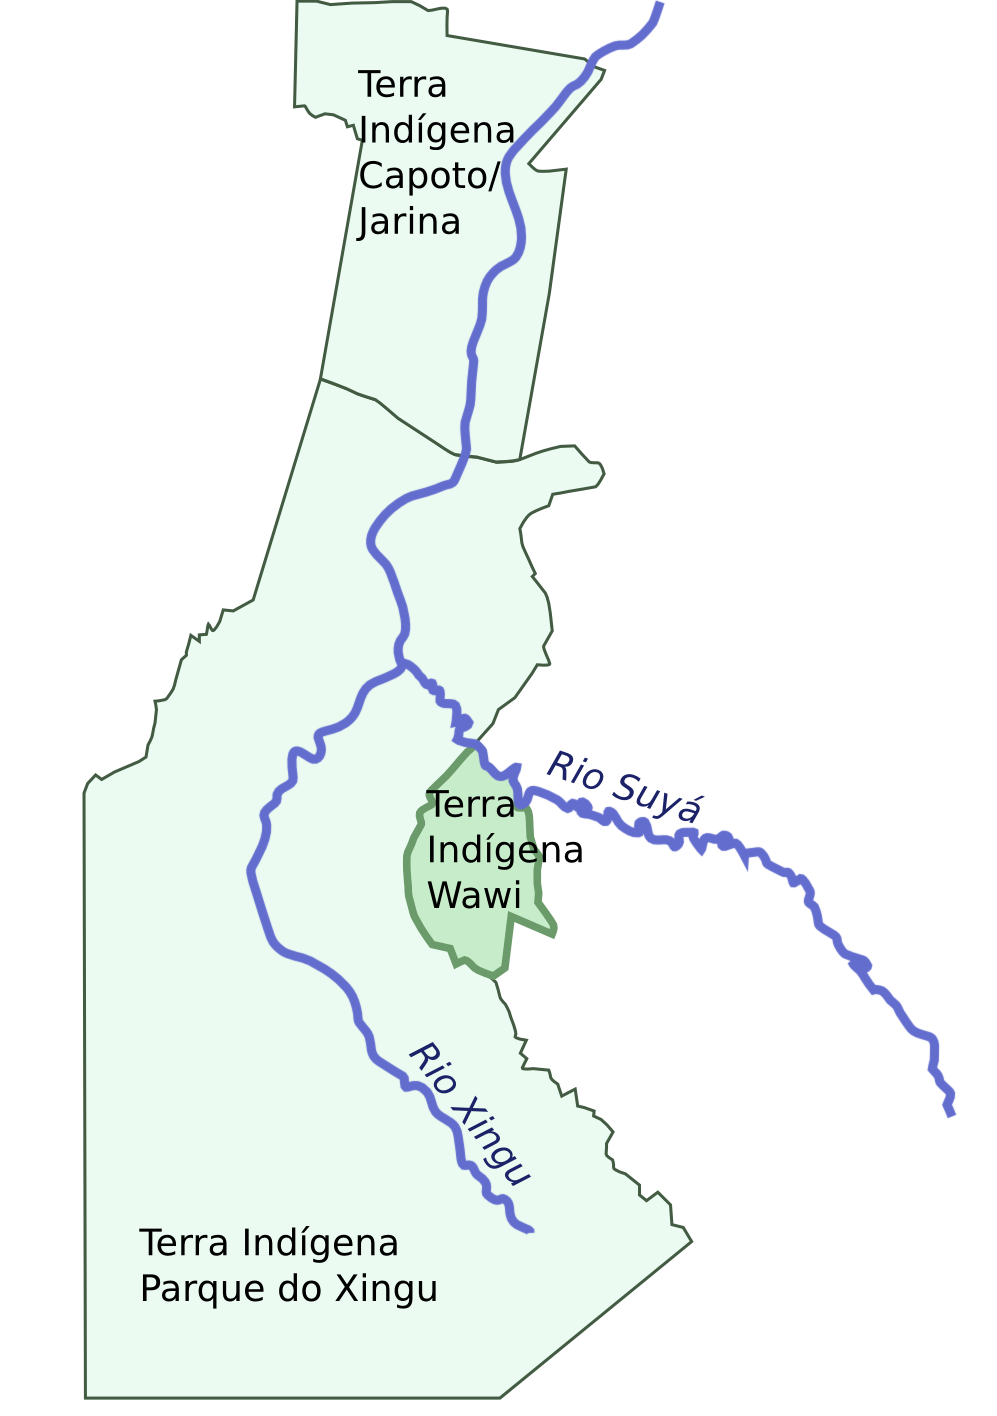 Terra
Indígena
Capoto/
Jarina
Rio Suyá
Terra
Indígena
Wawi
Rio Xingu
Terra Indígena
Parque do Xingu